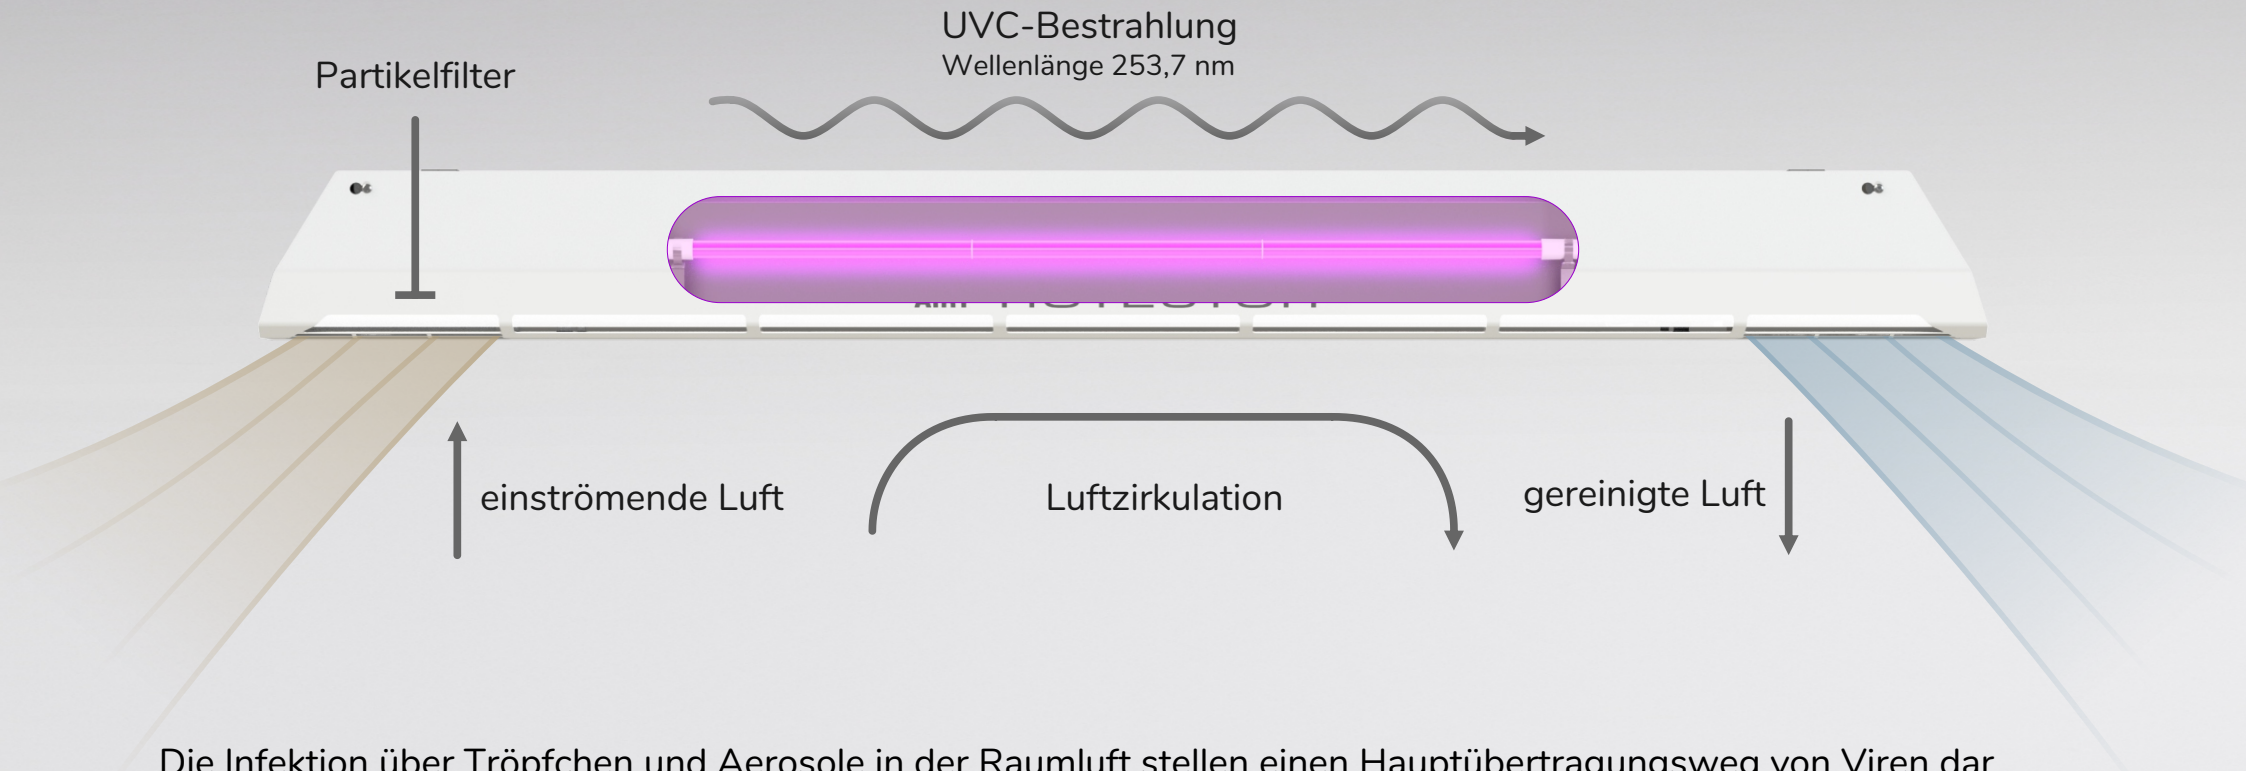 UVC-Bestrahlung
Wellenlänge 253,7 nm
Partikelfilter
einströmende Luft
Luftzirkulation
gereinigte Luft
Die Infektion über Tröpfchen und Aerosole in der Raumluft stellen einen Hauptübertragungsweg von Viren dar